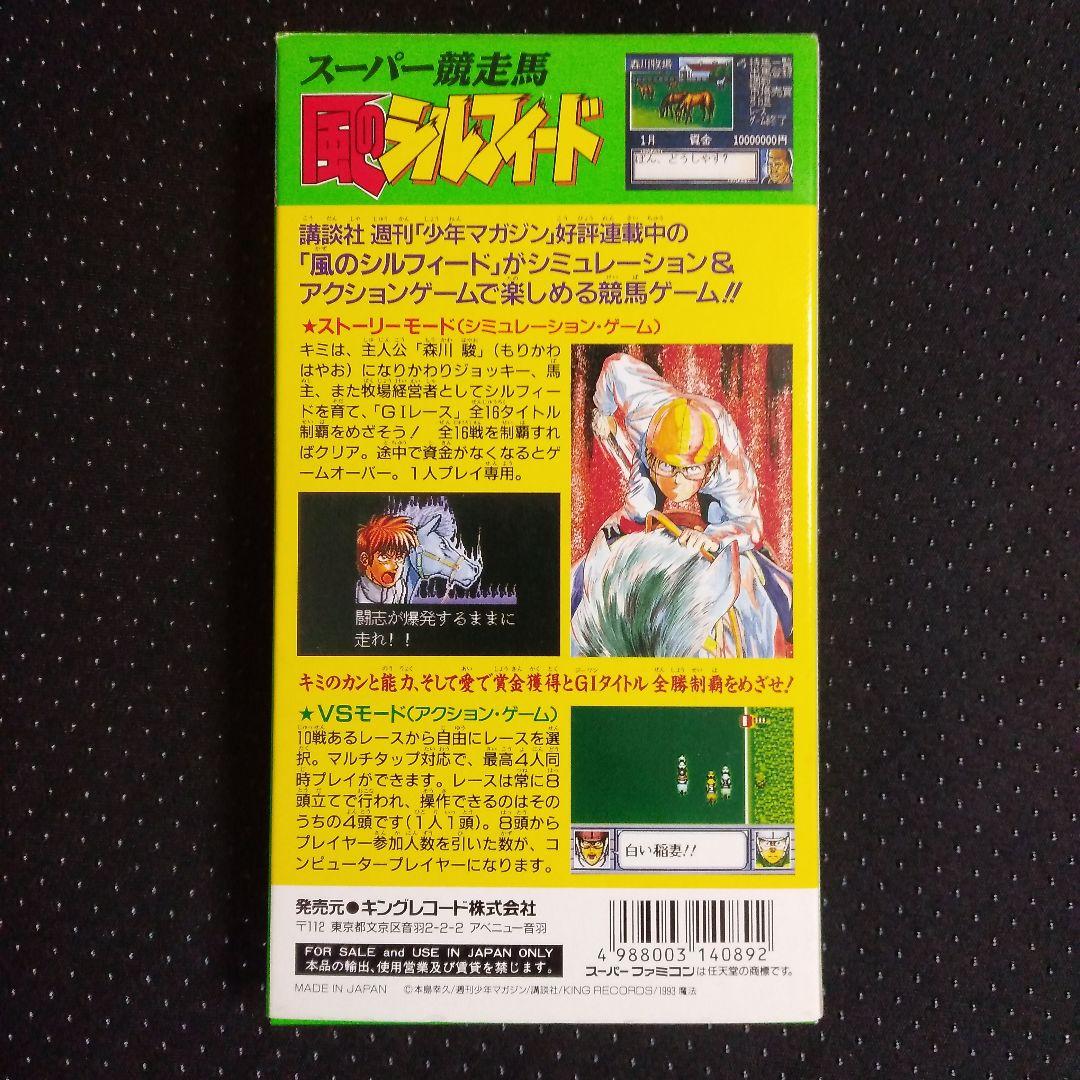 スーパー競走馬
風のシルフィード
森川牧場
1月 資金 10000000円
ぼん、どうしやす?
講談社 週刊「少年マガジン」好評連載中の
「風のシルフィード」がシミュレーション&
アクションゲームで楽しめる競馬ゲーム!!
★ストーリーモード(シミュレーション・ゲーム)
キミは、主人公「森川 駿」(もりかわ
はやお)になりかわりジョッキー、馬
主、また牧場経営者としてシルフィー
ドを育て、「GⅠレース」全16タイトル
制覇をめざそう! 全16戦を制覇すれ
ばクリア。途中で資金がなくなるとゲ
ームオーバー。1人プレイ専用。
闘志が爆発するままに
走れ!!
キミのカンと能力、そして愛で賞金獲得とGⅠタイトル 全勝制覇をめざせ!
★VSモード(アクション・ゲーム)
10戦あるレースから自由にレースを選
択。マルチタップ対応で、最高4人同
時プレイができます。レースは常に8
頭立てで行われ、操作できるのはその
うちの4頭です(1人1頭)。8頭から
プレイヤー参加人数を引いた数が、コ
ンピュータープレイヤーになります。
白い稲妻!!
発売元●キングレコード株式会社
〒112 東京都文京区音羽2-2-2 アベニュー音羽
FOR SALE and USE IN JAPAN ONLY
本品の輸出、使用営業及び賃貸を禁じます。
MADE IN JAPAN ©本島幸久/週刊少年マガジン/講談社/KING RECORDS/1993 魔法
4 988003 140892
スーパーファミコンは任天堂の商標です。